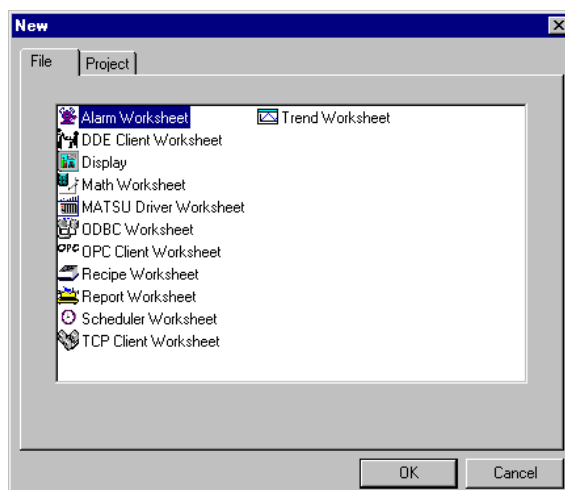 New
File Project
Alarm Worksheet
DDE Client Worksheet
Display
Math Worksheet
MATSU Driver Worksheet
ODBC Worksheet
OPC OPC Client Worksheet
Recipe Worksheet
Report Worksheet
Scheduler Worksheet
TCP Client Worksheet
Trend Worksheet
OK Cancel